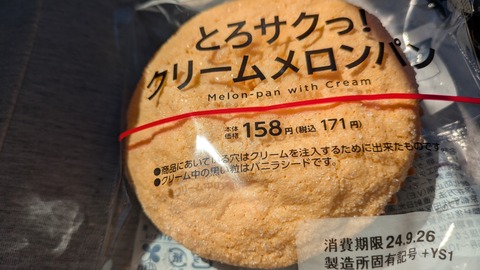 とろサクっ!
クリームメロンパン
Melon-pan with Cream
本体価格 158円 (税込 171円)
●商品にあいている穴はクリームを注入するために出来たものです。
●クリーム中の黒い粒はバニラシードです。
消費期限 24.9.26
製造所固有記号 +YS1